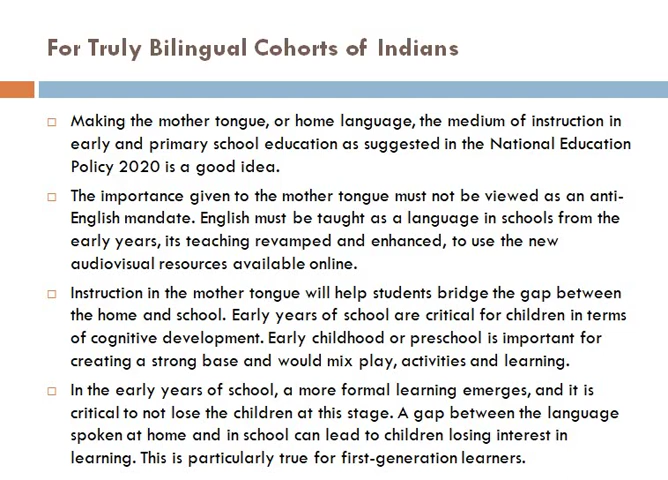 For Truly Bilingual Cohorts of Indians
Making the mother tongue, or home language, the medium of instruction in
early and primary school education as suggested in the National Education
Policy 2020 is a good idea.
The importance given to the mother tongue must not be viewed as an anti-
English mandate. English must be taught as a language in schools from the
early years, its teaching revamped and enhanced, to use the new
audiovisual resources available online.
Instruction in the mother tongue will help students bridge the gap between
the home and school. Early years of school are critical for children in terms
of cognitive development. Early childhood or preschool is important for
creating a strong base and would mix play, activities and learning.
In the early years of school, a more formal learning emerges, and it is
critical to not lose the children at this stage. A gap between the language
spoken at home and in school can lead to children losing interest in
learning. This is particularly true for first-generation learners.